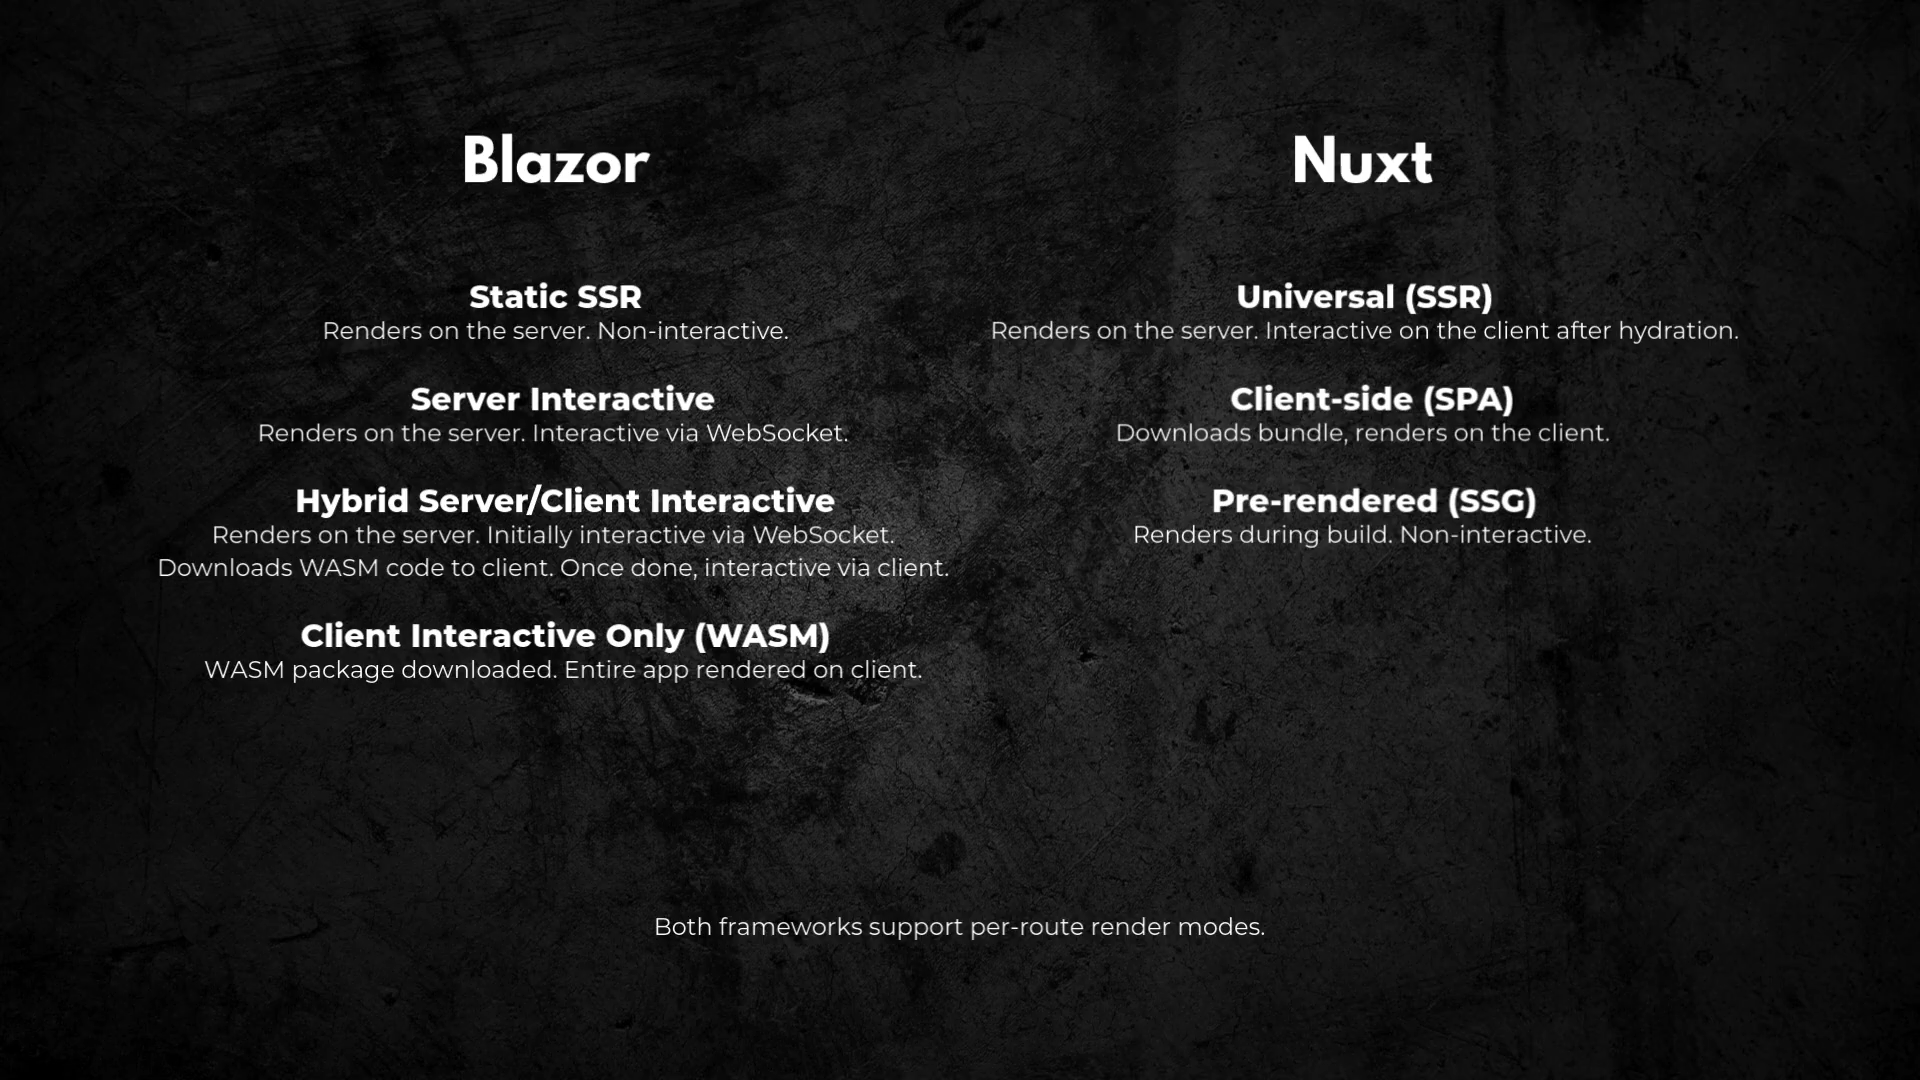 Blazor
Static SSR
Renders on the server. Non-interactive.
Server Interactive
Renders on the server. Interactive via WebSocket.
Hybrid Server/Client Interactive
Renders on the server. Initially interactive via WebSocket.
Downloads WASM code to client. Once done, interactive via client.
Client Interactive Only (WASM)
WASM package downloaded. Entire app rendered on client.
Nuxt
Universal (SSR)
Renders on the server. Interactive on the client after hydration.
Client-side (SPA)
Downloads bundle, renders on the client.
Pre-rendered (SSG)
Renders during build. Non-interactive.
Both frameworks support per-route render modes.